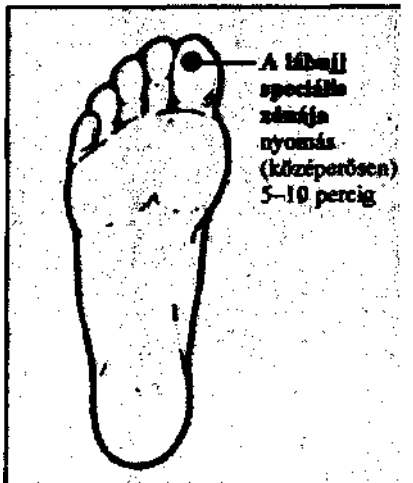 A lábujj
speciális
zónája
nyomás
(középerősen)
5–10 percig